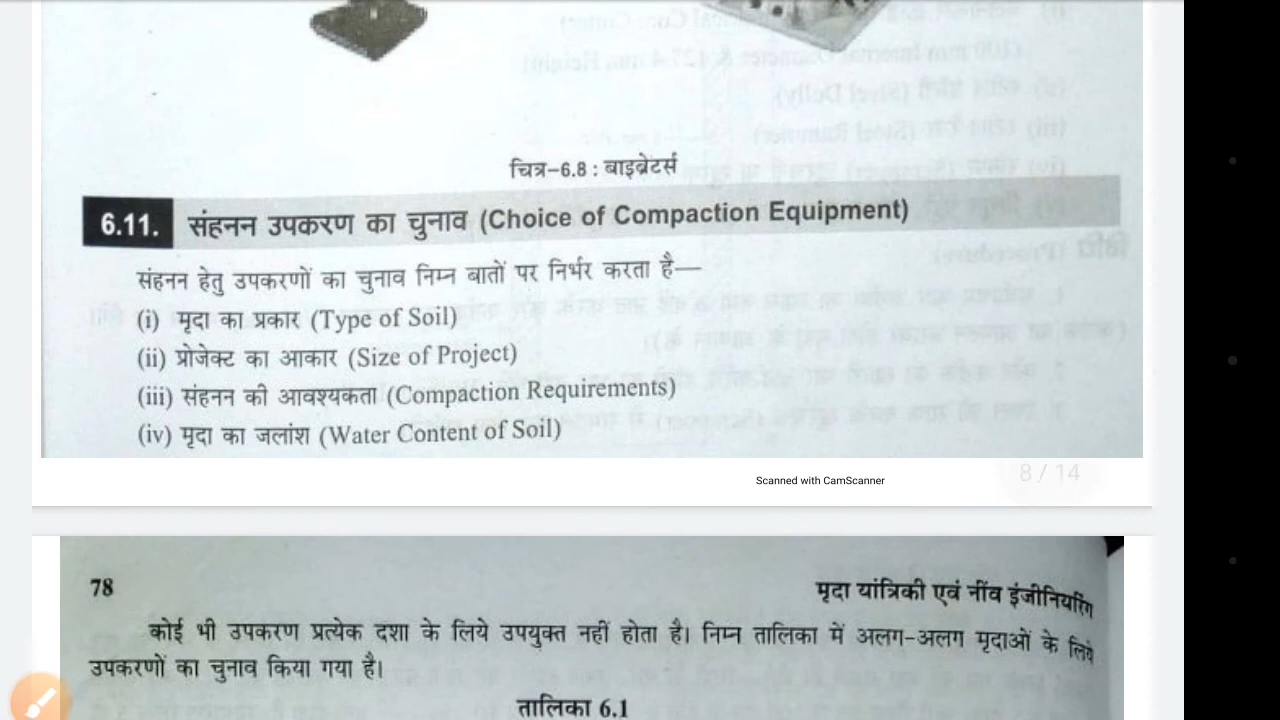 चित्र-6.8 : बाइब्रेटर्स
6.11. संहनन उपकरण का चुनाव (Choice of Compaction Equipment)
संहनन हेतु उपकरणों का चुनाव निम्न बातों पर निर्भर करता है—
(i) मृदा का प्रकार (Type of Soil)
(ii) प्रोजेक्ट का आकार (Size of Project)
(iii) संहनन की आवश्यकता (Compaction Requirements)
(iv) मृदा का जलांश (Water Content of Soil)
Scanned with CamScanner
8 / 14
78
मृदा यांत्रिकी एवं नींव इंजीनियरिंग
कोई भी उपकरण प्रत्येक दशा के लिये उपयुक्त नहीं होता है। निम्न तालिका में अलग-अलग मृदाओं के लिये
उपकरणों का चुनाव किया गया है।
तालिका 6.1